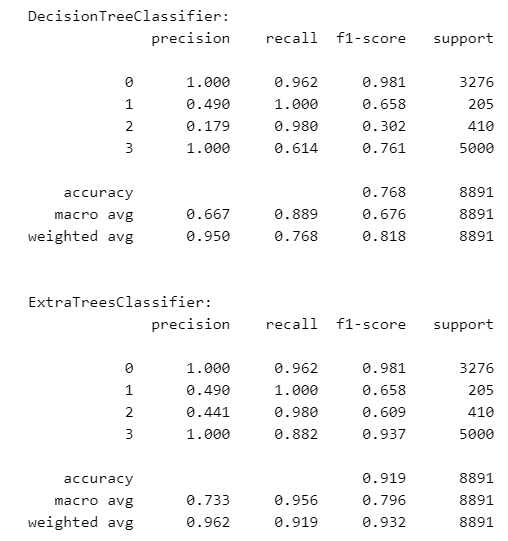 DecisionTreeClassifier:
precision recall f1-score support
0 1.000 0.962 0.981 3276
1 0.490 1.000 0.658 205
2 0.179 0.980 0.302 410
3 1.000 0.614 0.761 5000
accuracy 0.768 8891
macro avg 0.667 0.889 0.676 8891
weighted avg 0.950 0.768 0.818 8891
ExtraTreesClassifier:
precision recall f1-score support
0 1.000 0.962 0.981 3276
1 0.490 1.000 0.658 205
2 0.441 0.980 0.609 410
3 1.000 0.882 0.937 5000
accuracy 0.919 8891
macro avg 0.733 0.956 0.796 8891
weighted avg 0.962 0.919 0.932 8891